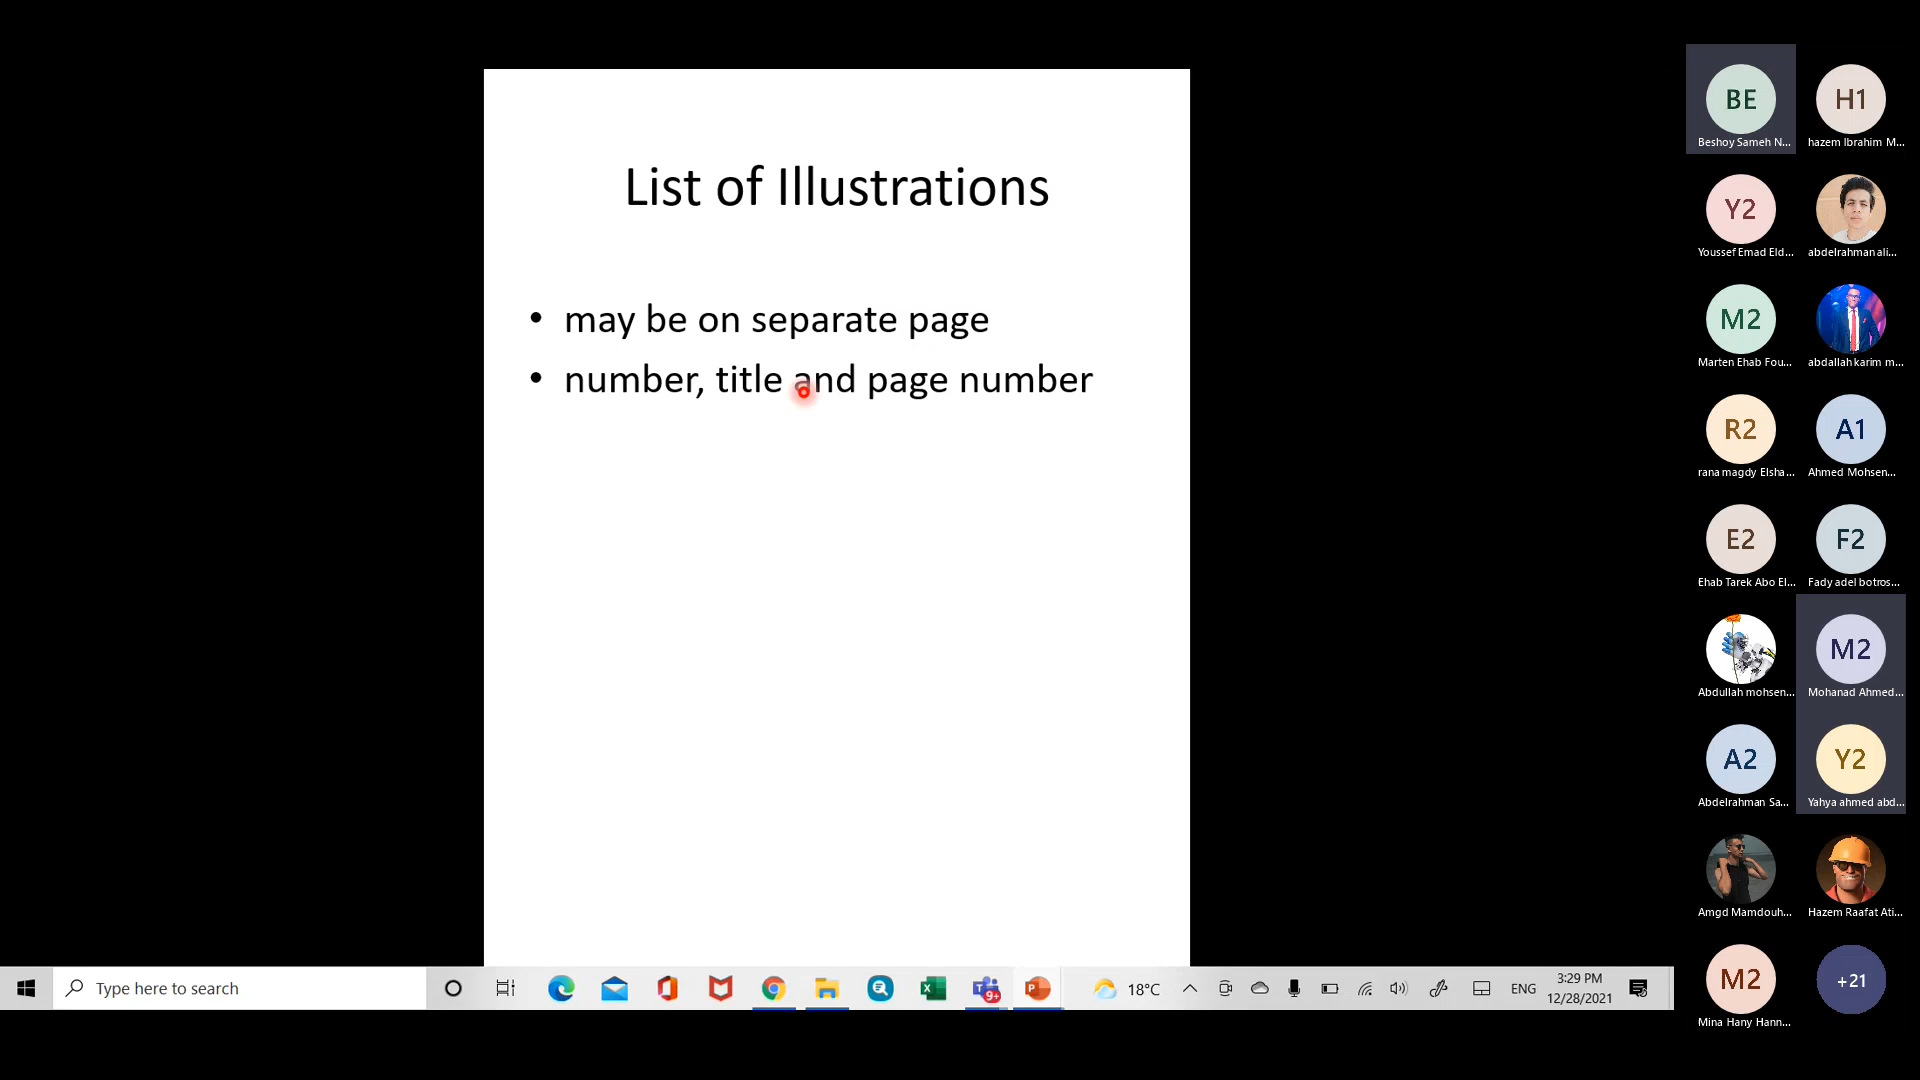 List of Illustrations
• may be on separate page
• number, title and page number
BE
Beshoy Sameh N...
H1
hazem Ibrahim M...
Y2
Youssef Emad Eld...
abdelrahman ali...
M2
Marten Ehab Fou...
abdallah karim m...
R2
rana magdy Elsha...
A1
Ahmed Mohsen...
E2
Ehab Tarek Abo El...
F2
Fady adel botros...
Abdullah mohsen...
M2
Mohanad Ahmed...
A2
Abdelrahman Sa...
Y2
Yahya ahmed abd...
Amgd Mamdouh...
Hazem Raafat Ati...
M2
Mina Hany Hann...
+21
Type here to search
9+
18°C
ENG
3:29 PM
12/28/2021